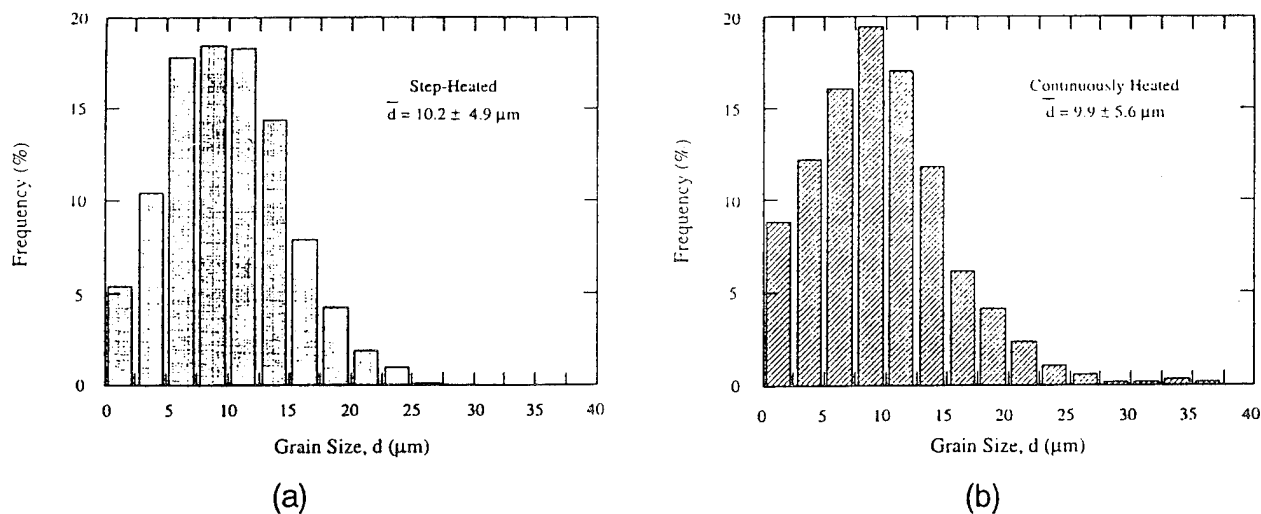 20
15
10
5
0
Frequency (%)
Step-Heated
d = 10.2 ± 4.9 μm
0 5 10 15 20 25 30 35 40
Grain Size, d (μm)
(a)
20
15
10
5
0
Frequency (%)
Continuously Heated
d = 9.9 ± 5.6 μm
0 5 10 15 20 25 30 35 40
Grain Size, d (μm)
(b)